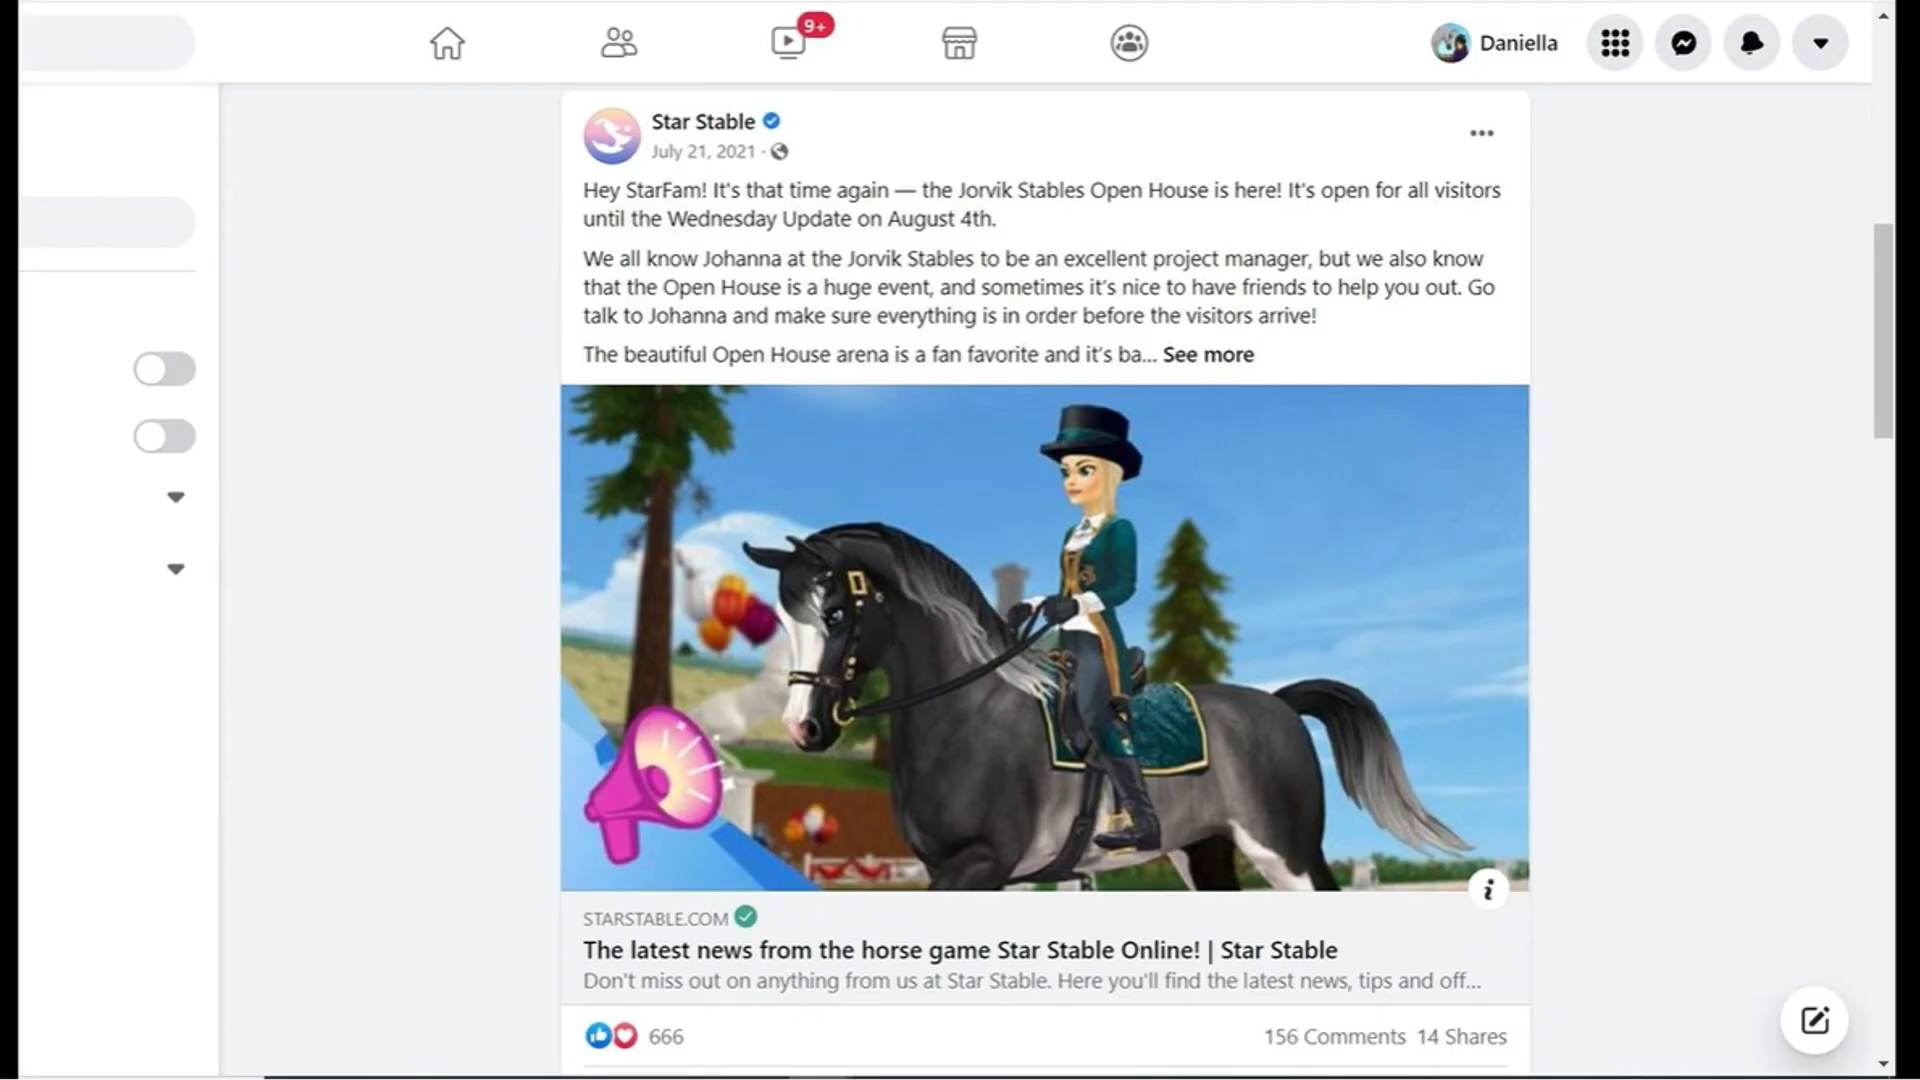 9+
Daniella
Star Stable
July 21, 2021 ·
Hey StarFam! It's that time again — the Jorvik Stables Open House is here! It's open for all visitors
until the Wednesday Update on August 4th.
We all know Johanna at the Jorvik Stables to be an excellent project manager, but we also know
that the Open House is a huge event, and sometimes it's nice to have friends to help you out. Go
talk to Johanna and make sure everything is in order before the visitors arrive!
The beautiful Open House arena is a fan favorite and it's ba... See more
STARSTABLE.COM
The latest news from the horse game Star Stable Online! | Star Stable
Don't miss out on anything from us at Star Stable. Here you'll find the latest news, tips and off...
666
156 Comments 14 Shares